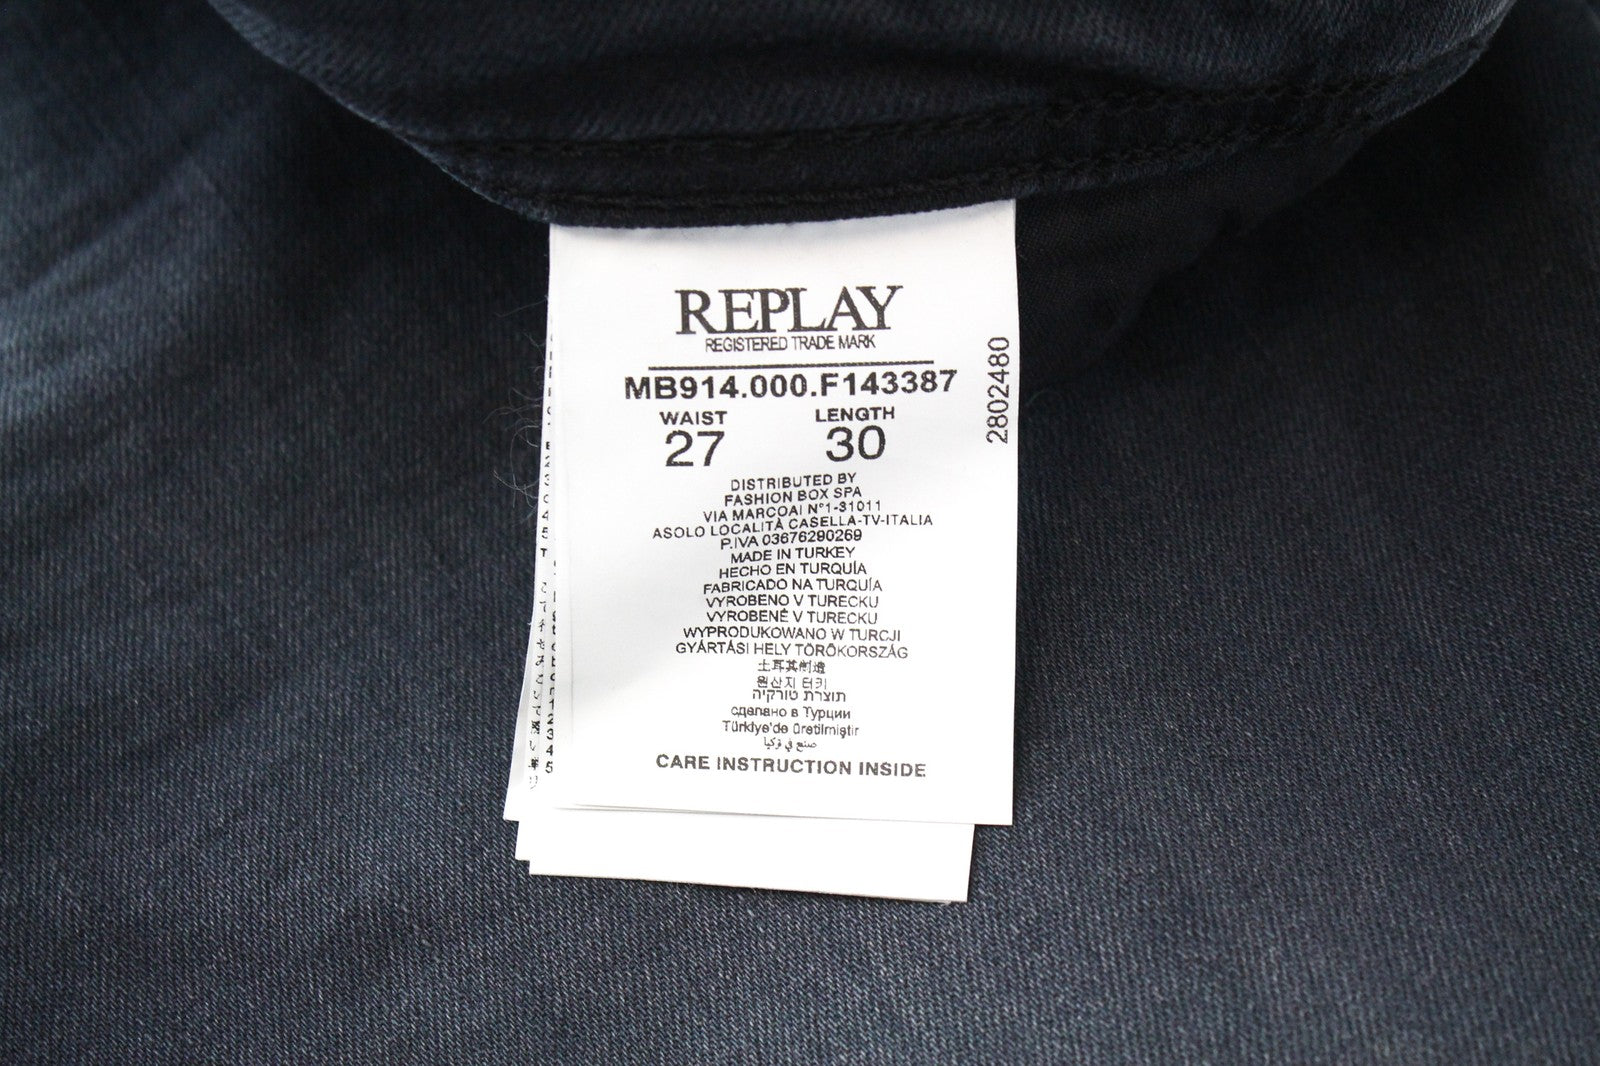 REPLAY
REGISTERED TRADE MARK
MB914.000.F143387
WAIST LENGTH
27 30
2802480
DISTRIBUTED BY
FASHION BOX SPA
VIA MARCOAI N°1-31011
ASOLO LOCALITÀ CASELLA-TV-ITALIA
P.IVA 03676290269
MADE IN TURKEY
HECHO EN TURQUÍA
FABRICADO NA TURQUÍA
VYROBENO V TURECKU
VYROBENÉ V TURECKU
WYPRODUKOWANO W TURCJI
GYÁRTÁSI HELY TÖRÖKORSZÁG
土耳其制造
원산지 터키
תוצרת טורקיה
сделано в Турции
Türkiye'de üretilmiştir
صنع في تركيا
CARE INSTRUCTION INSIDE